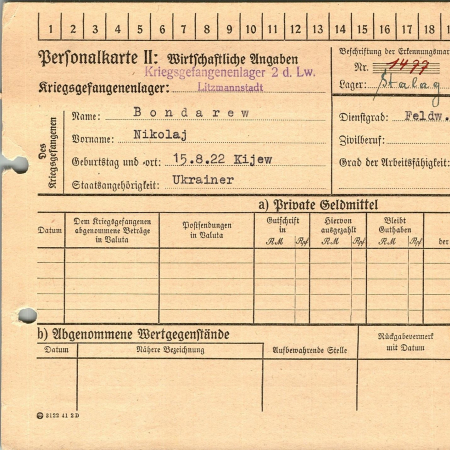 1 2 3 4 5 6 7 8 9 10 11 12 13 14 15 16 17 18
Personalkarte II: Wirtschaftliche Angaben
Kriegsgefangenenlager 2 d. Lw.
Kriegsgefangenenlager: Litzmannstadt
Beschriftung der Erkennungsmar
Nr. 1477
Lager: Stalag
Des Kriegsgefangenen
Name: Bondarew
Vorname: Nikolaj
Geburtstag und -ort: 15.8.22 Kijew
Staatsangehörigkeit: Ukrainer
Dienstgrad: Feldw.
Zivilberuf:
Grad der Arbeitsfähigkeit:
a) Private Geldmittel
Datum
Dem Kriegsgefangenen abgenommene Beträge in Valuta
Postsendungen in Valuta
Gutschrift in RM Rpf
Hiervon ausgezahlt RM Rpf
Bleibt Guthaben RM Rpf
der
b) Abgenommene Wertgegenstände
Datum
Nähere Bezeichnung
Aufbewahrende Stelle
Rückgabevermerk mit Datum
3122 41 2D